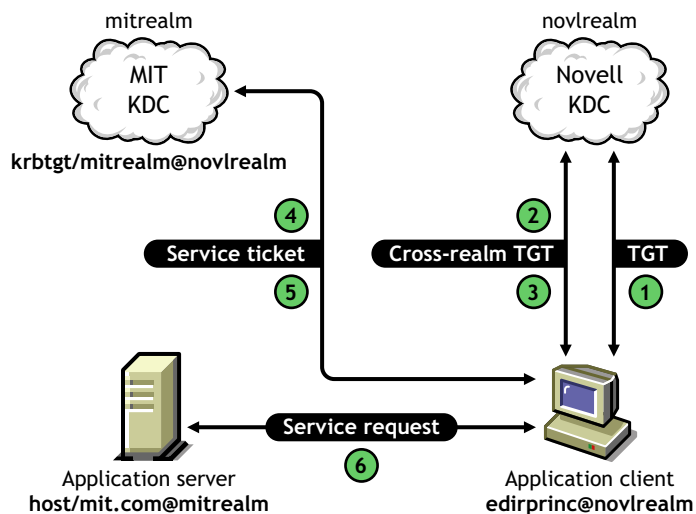 mitrealm
novlrealm
MIT
KDC
Novell
KDC
krbtgt/mitrealm@novlrealm
4
2
Service ticket
Cross-realm TGT
TGT
5
3
1
Service request
6
Application server
host/mit.com@mitrealm
Application client
edirprinc@novlrealm